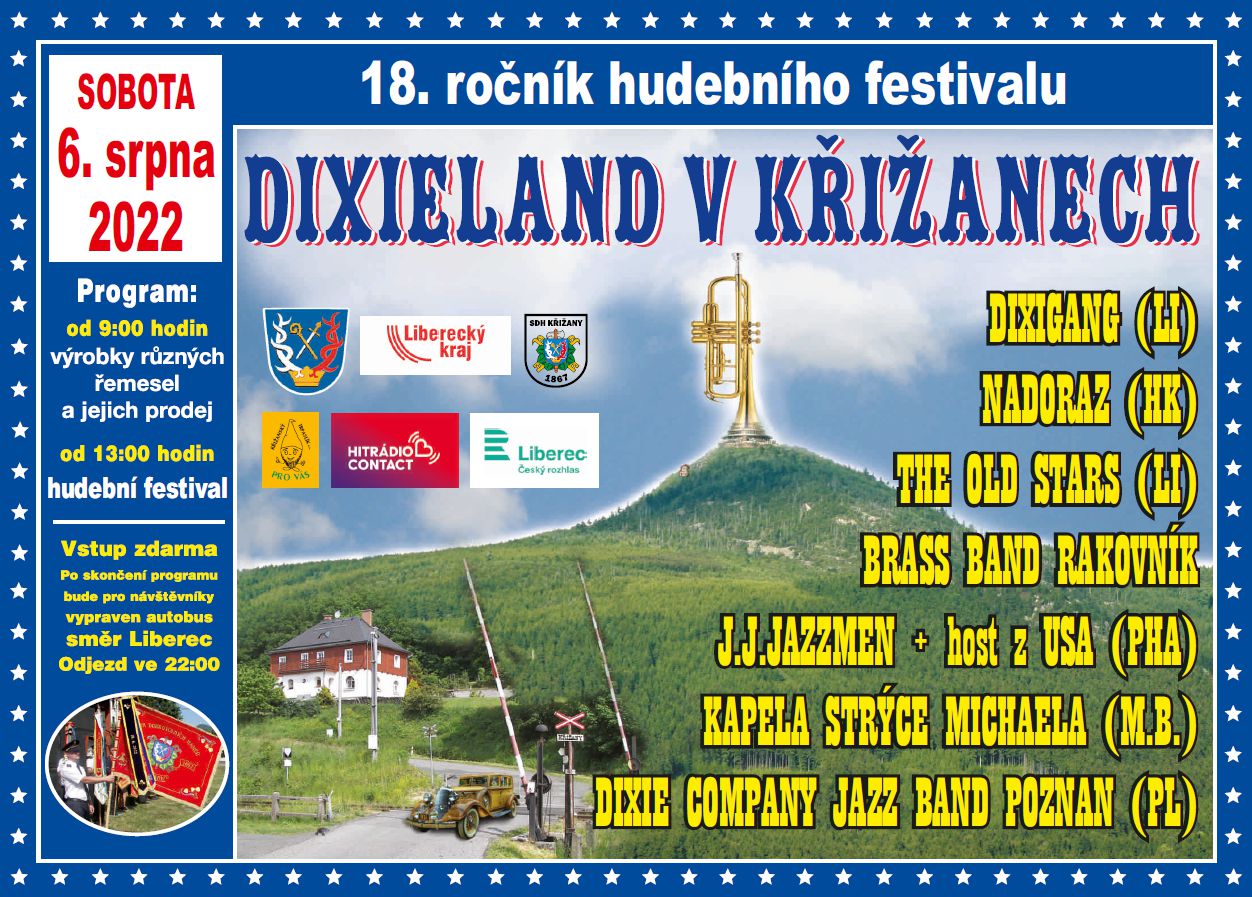 18. ročník hudebního festivalu
SOBOTA
6. srpna
2022
DIXIELAND V KŘIŽANECH
Program:
od 9:00 hodin
výrobky různých
řemesel
a jejich prodej
od 13:00 hodin
hudební festival
Vstup zdarma
Po skončení programu
bude pro návštěvníky
vypraven autobus
směr Liberec
Odjezd ve 22:00
Liberecký
kraj
SDH KŘIŽANY
1867
KŘIŽANSKÝ
PRO VÁS
HITRÁDIO
CONTACT
Liberec
Český rozhlas
DIXIGANG (LI)
NADORAZ (HK)
THE OLD STARS (LI)
BRASS BAND RAKOVNÍK
J.J.JAZZMEN + host z USA (PHA)
KAPELA STRÝCE MICHAELA (M.B.)
DIXIE COMPANY JAZZ BAND POZNAN (PL)
KŘIŽANY